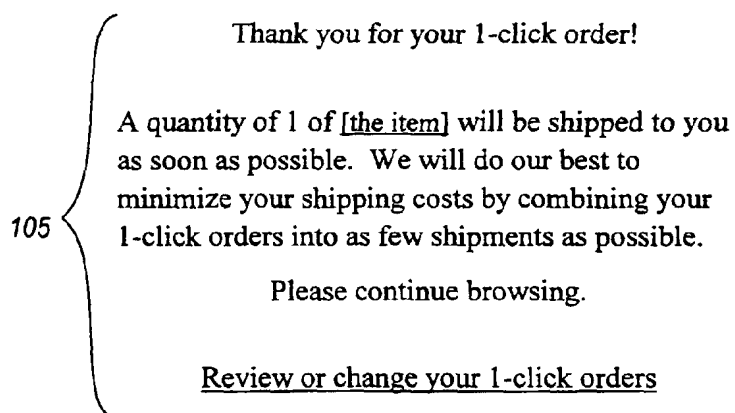 Thank you for your 1-click order!
A quantity of 1 of [the item] will be shipped to you
as soon as possible. We will do our best to
minimize your shipping costs by combining your
105
1-click orders into as few shipments as possible.
Please continue browsing.
Review or change your 1-click orders